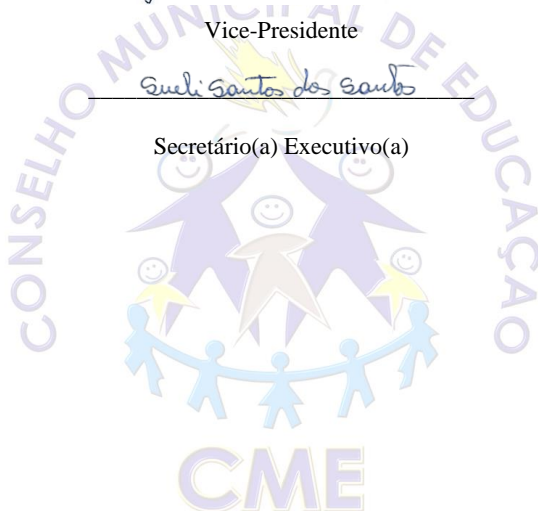 Vice-Presidente
Sueli Santos dos Santos
Secretário(a) Executivo(a)
CONSELHO MUNICIPAL DE EDUCAÇÃO
CME